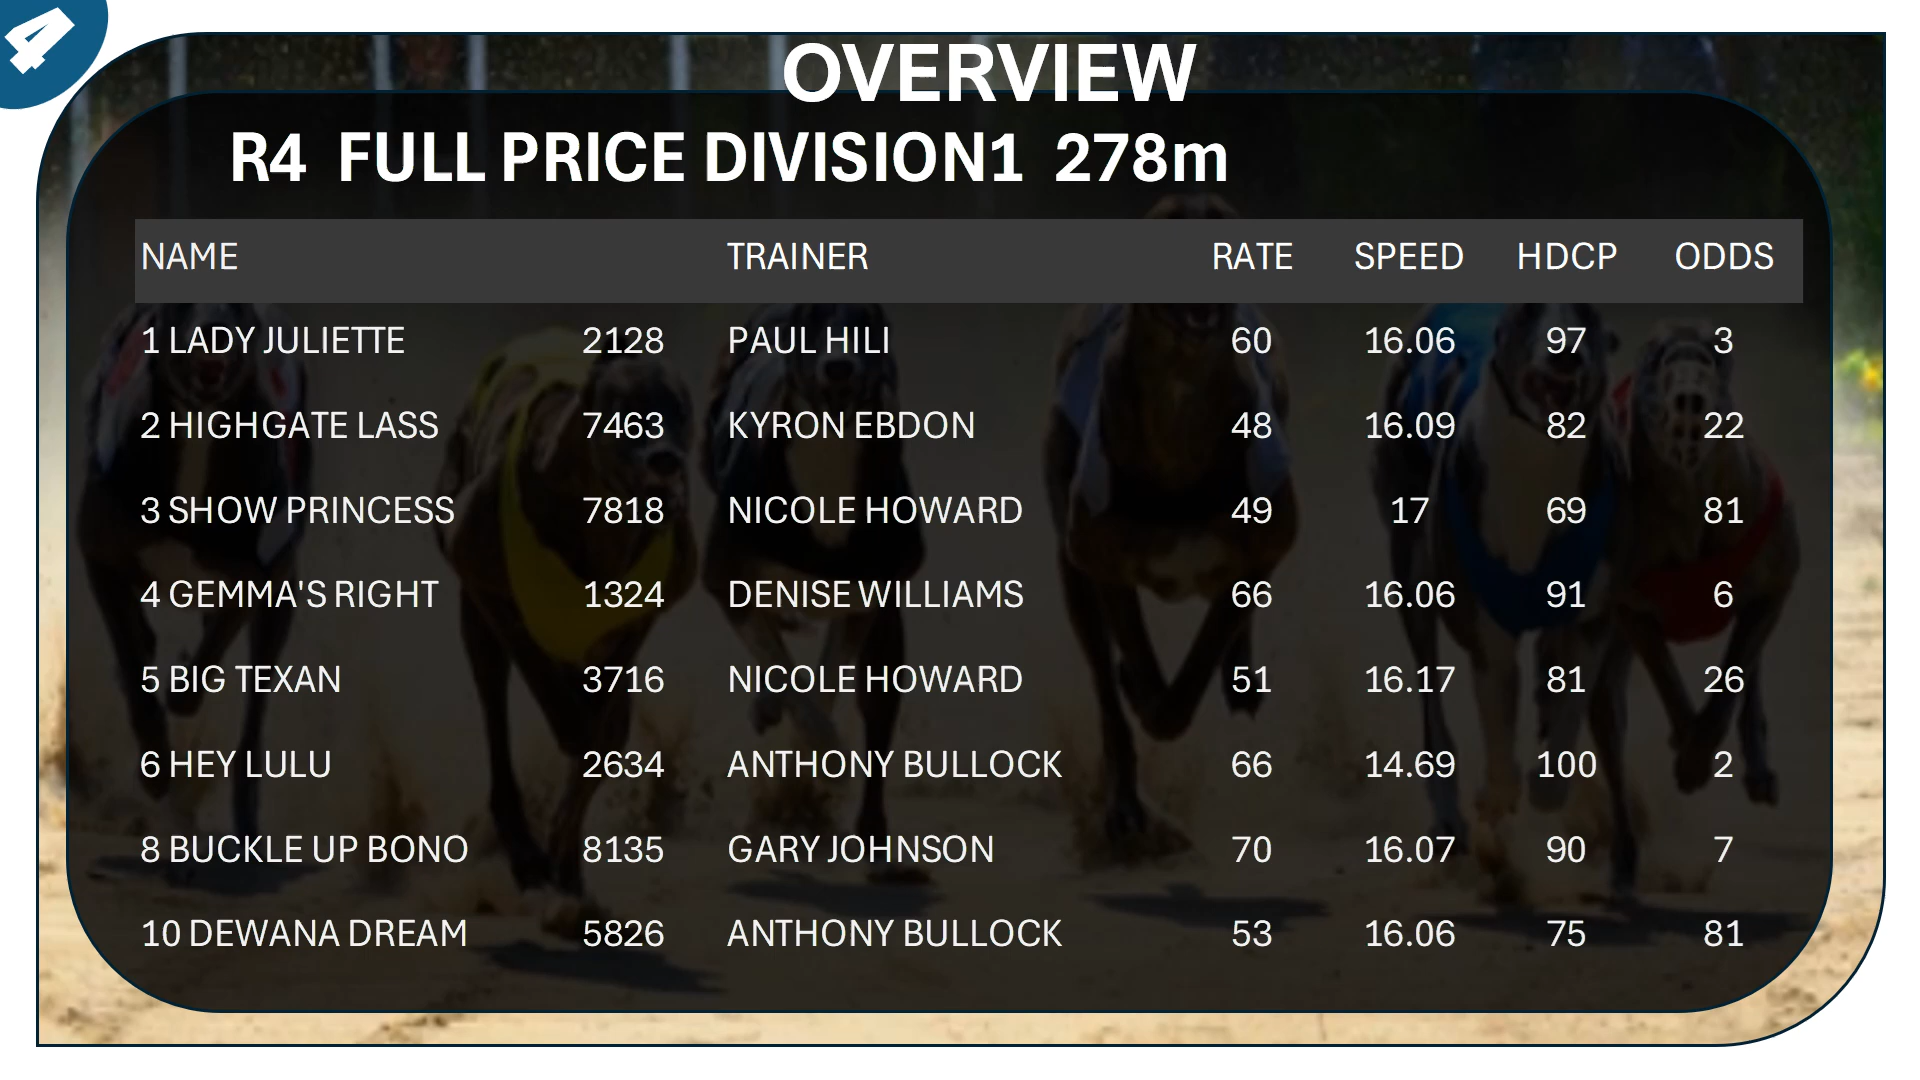 4
OVERVIEW
R4 FULL PRICE DIVISION1 278m
NAME TRAINER RATE SPEED HDCP ODDS
1 LADY JULIETTE 2128 PAUL HILI 60 16.06 97 3
2 HIGHGATE LASS 7463 KYRON EBDON 48 16.09 82 22
3 SHOW PRINCESS 7818 NICOLE HOWARD 49 17 69 81
4 GEMMA'S RIGHT 1324 DENISE WILLIAMS 66 16.06 91 6
5 BIG TEXAN 3716 NICOLE HOWARD 51 16.17 81 26
6 HEY LULU 2634 ANTHONY BULLOCK 66 14.69 100 2
8 BUCKLE UP BONO 8135 GARY JOHNSON 70 16.07 90 7
10 DEWANA DREAM 5826 ANTHONY BULLOCK 53 16.06 75 81